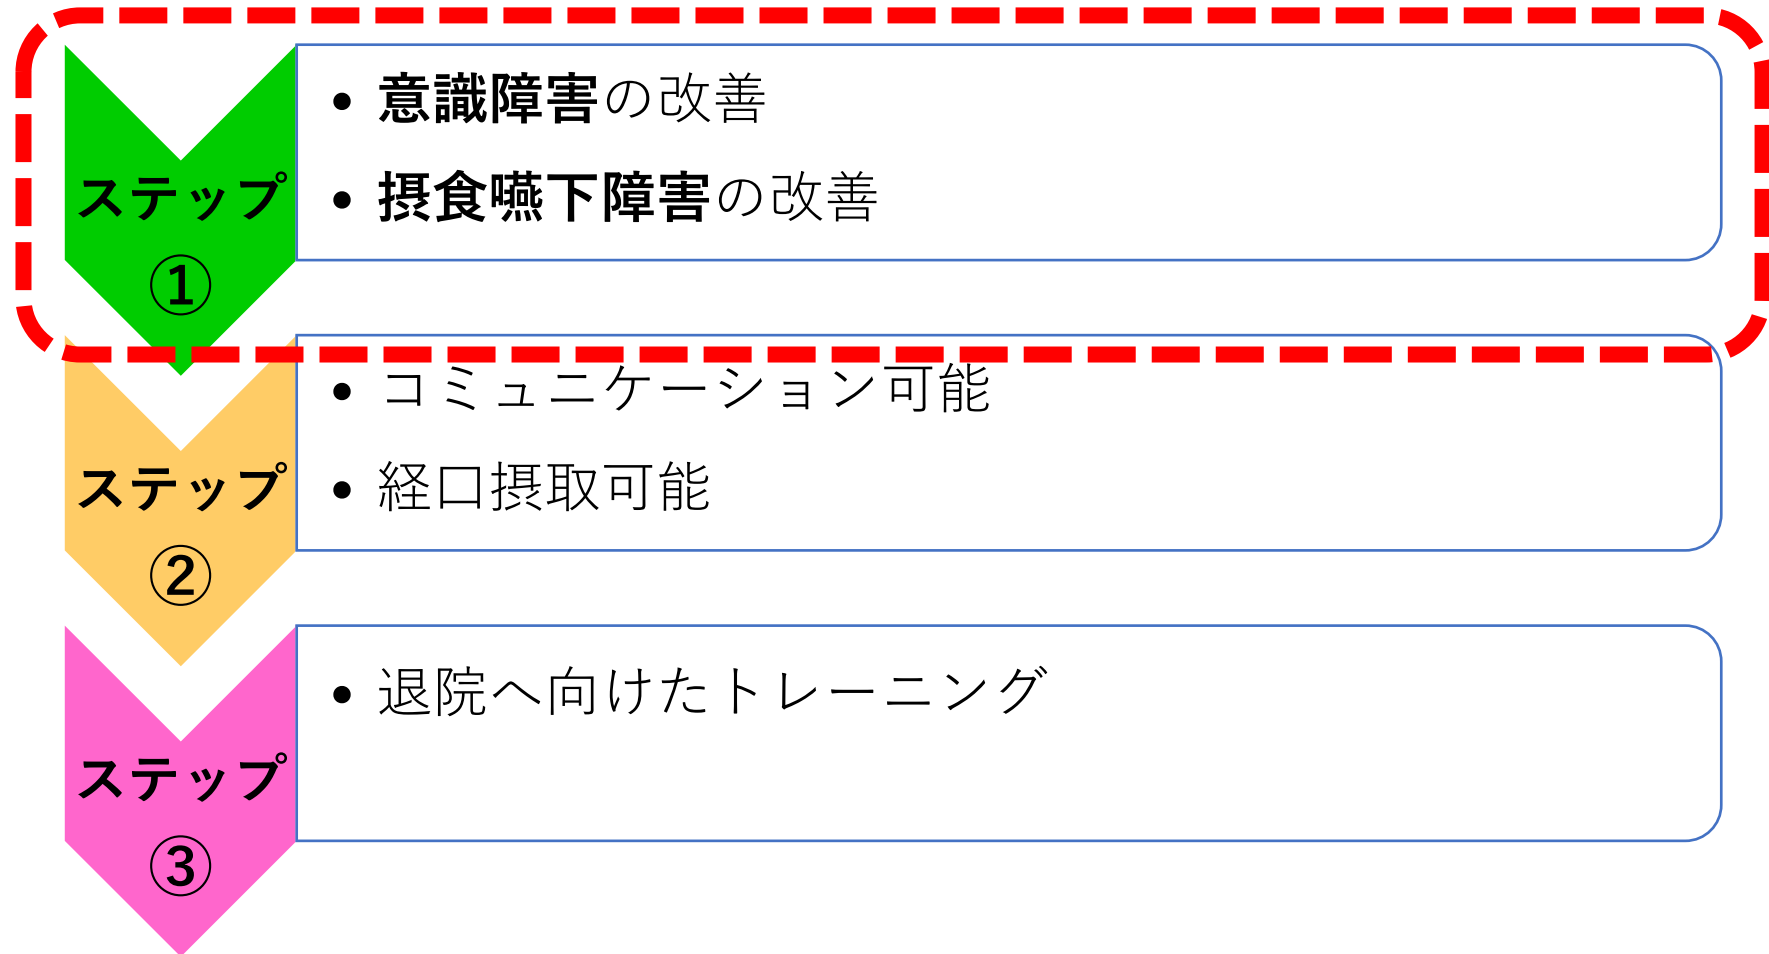 ステップ
①
• 意識障害の改善
• 摂食嚥下障害の改善
ステップ
②
• コミュニケーション可能
• 経口摂取可能
ステップ
③
• 退院へ向けたトレーニング